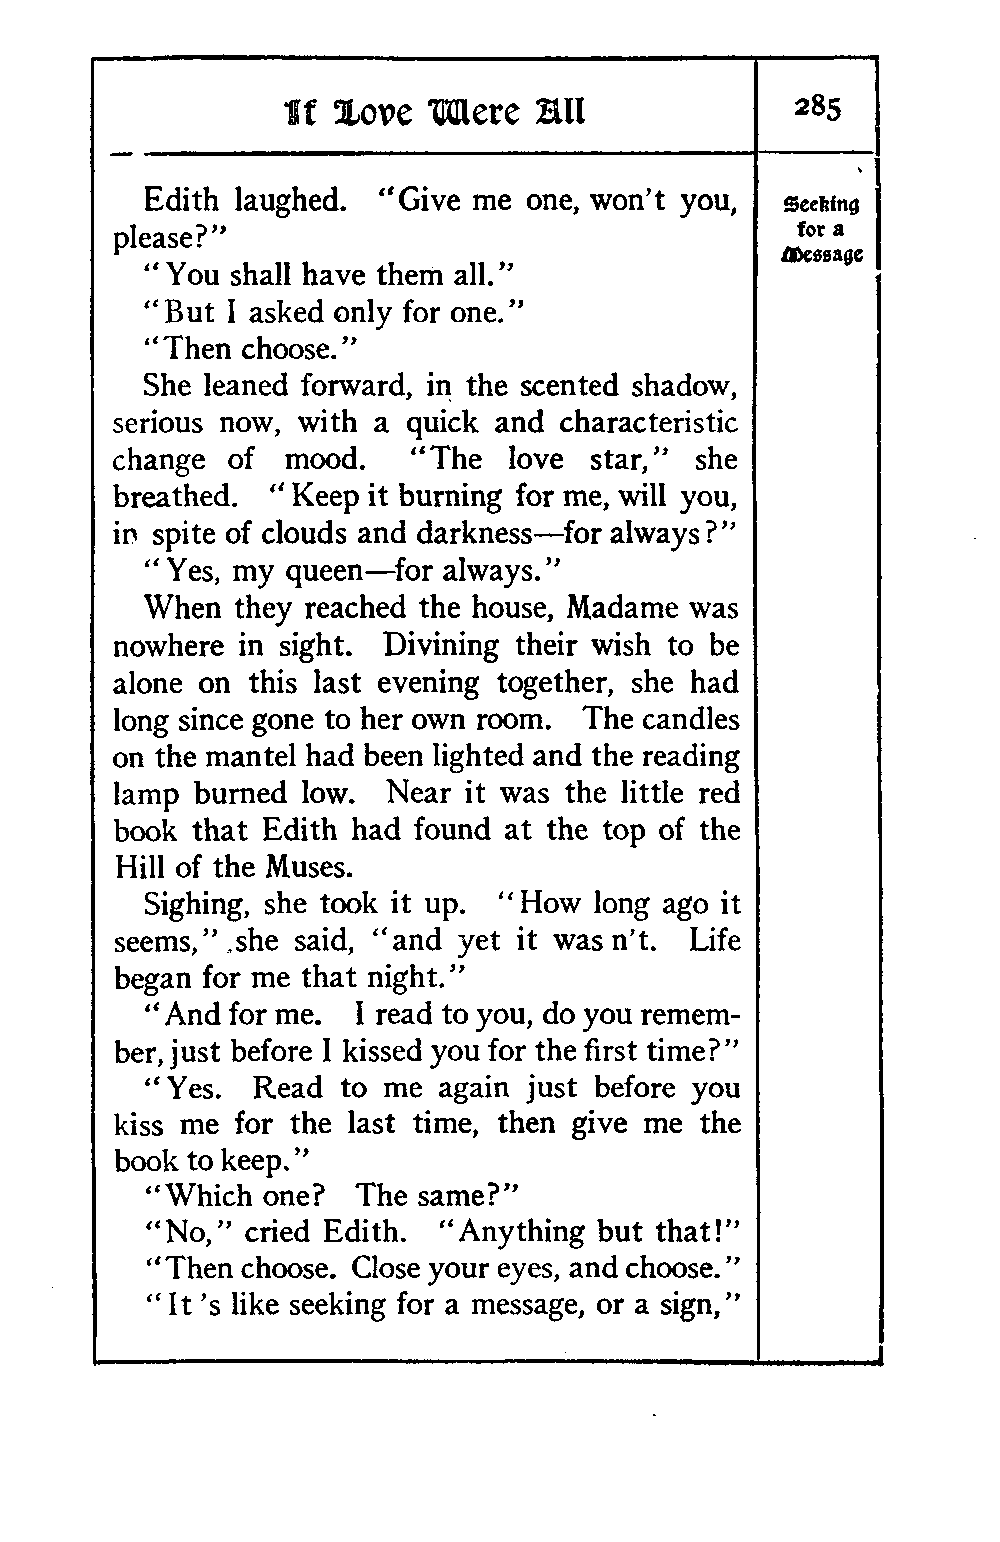 If Love Were All
285
Seeking
for a
Message
Edith laughed. "Give me one, won't you,
please?"
"You shall have them all."
"But I asked only for one."
"Then choose."
She leaned forward, in the scented shadow,
serious now, with a quick and characteristic
change of mood. "The love star," she
breathed. "Keep it burning for me, will you,
in spite of clouds and darkness—for always?"
"Yes, my queen—for always."
When they reached the house, Madame was
nowhere in sight. Divining their wish to be
alone on this last evening together, she had
long since gone to her own room. The candles
on the mantel had been lighted and the reading
lamp burned low. Near it was the little red
book that Edith had found at the top of the
Hill of the Muses.
Sighing, she took it up. "How long ago it
seems," she said, "and yet it was n't. Life
began for me that night."
"And for me. I read to you, do you remem-
ber, just before I kissed you for the first time?"
"Yes. Read to me again just before you
kiss me for the last time, then give me the
book to keep."
"Which one? The same?"
"No," cried Edith. "Anything but that!"
"Then choose. Close your eyes, and choose."
"It 's like seeking for a message, or a sign,"